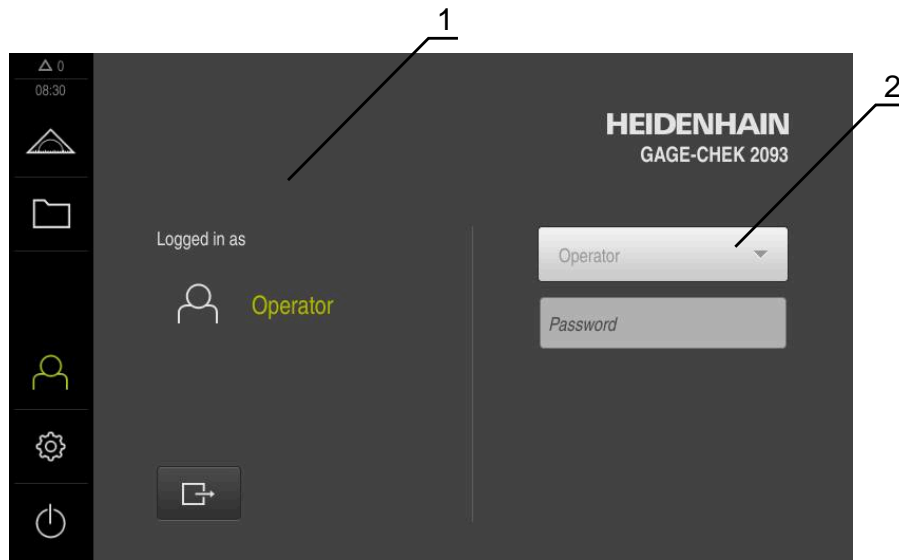 1
2
0
08:30
HEIDENHAIN
GAGE-CHEK 2093
Logged in as
Operator
Operator
Password